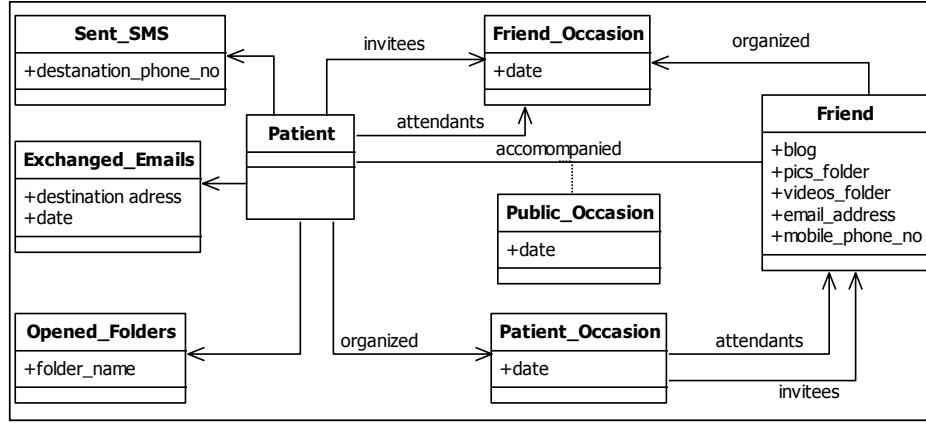 Sent_SMS
+destanation_phone_no
invitees
Friend_Occasion
+date
organized
Friend
+blog
+pics_folder
+videos_folder
+email_address
+mobile_phone_no
Patient
attendants
accomompanied
Exchanged_Emails
+destination adress
+date
Public_Occasion
+date
Opened_Folders
+folder_name
organized
Patient_Occasion
+date
attendants
invitees